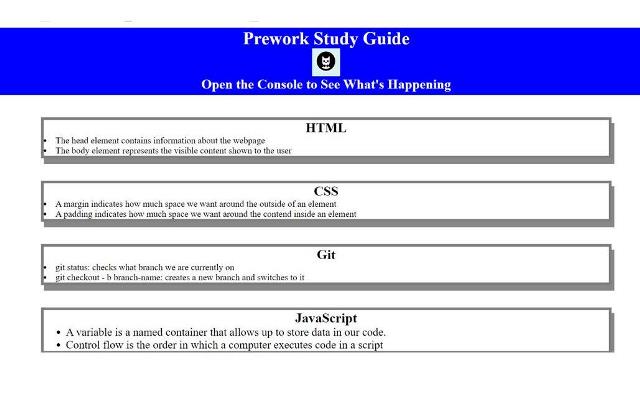 Prework Study Guide
Open the Console to See What's Happening
HTML
• The head element contains information about the webpage
• The body element represents the visible content shown to the user
CSS
• A margin indicates how much space we want around the outside of an element
• A padding indicates how much space we want around the contend inside an element
Git
• git status: checks what branch we are currently on
• git checkout - b branch-name: creates a new branch and switches to it
JavaScript
• A variable is a named container that allows up to store data in our code.
• Control flow is the order in which a computer executes code in a script